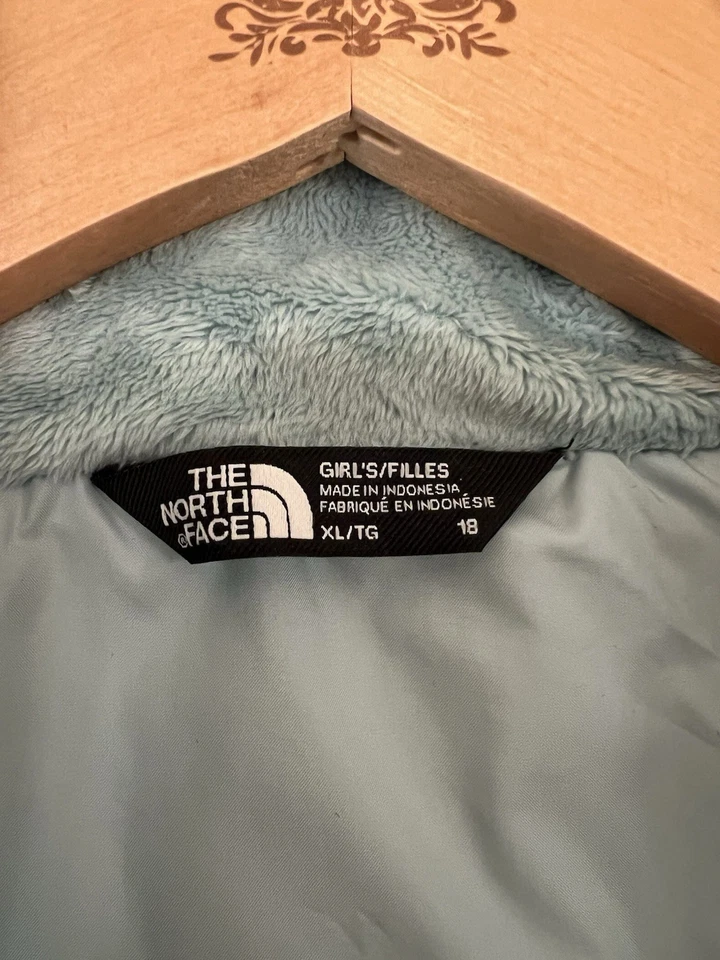 THE
NORTH
®FACE
GIRL'S/FILLES
MADE IN INDONESIA
FABRIQUÉ EN INDONÉSIE
XL/TG 18